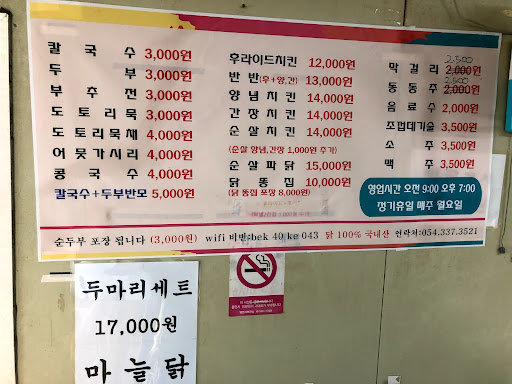 칼국수 3,000원
두부 3,000원
부추전 3,000원
도토리묵 3,000원
도토리묵채 4,000원
어묫가시리 4,000원
콩국수 4,000원
칼국수+두부반모 5,000원
후라이드치킨 12,000원
반반(후+양,간) 13,000원
양념치킨 14,000원
간장치킨 14,000원
순살치킨 14,000원
(순살 양념,간장 1,000원 추가)
순살파닭 15,000원
닭똥집 10,000원
(닭 똥집 포장 8,000원)
2,500
막걸리 2,000원
2,500
동동주 2,000원
음료수 2,000원
조껍데기술 3,500원
소주 3,500원
맥주 3,500원
영업시간 오전 9:00 오후 7:00
정기휴일 매주 월요일
순두부 포장 됩니다 (3,000원) wifi 비번:bek 40 ke 043 닭 100% 국내산 연락처:054.337.3521
두마리세트
17,000원
마늘닭